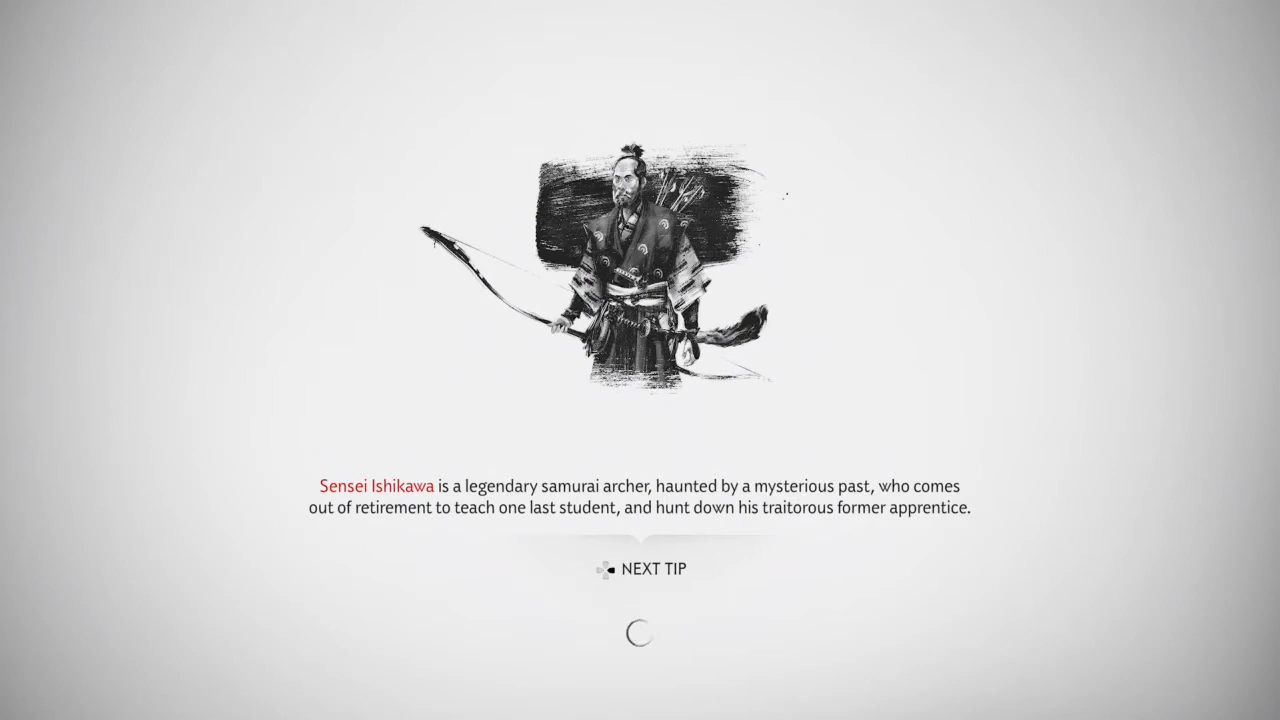 Sensei Ishikawa is a legendary samurai archer, haunted by a mysterious past, who comes
out of retirement to teach one last student, and hunt down his traitorous former apprentice.
NEXT TIP